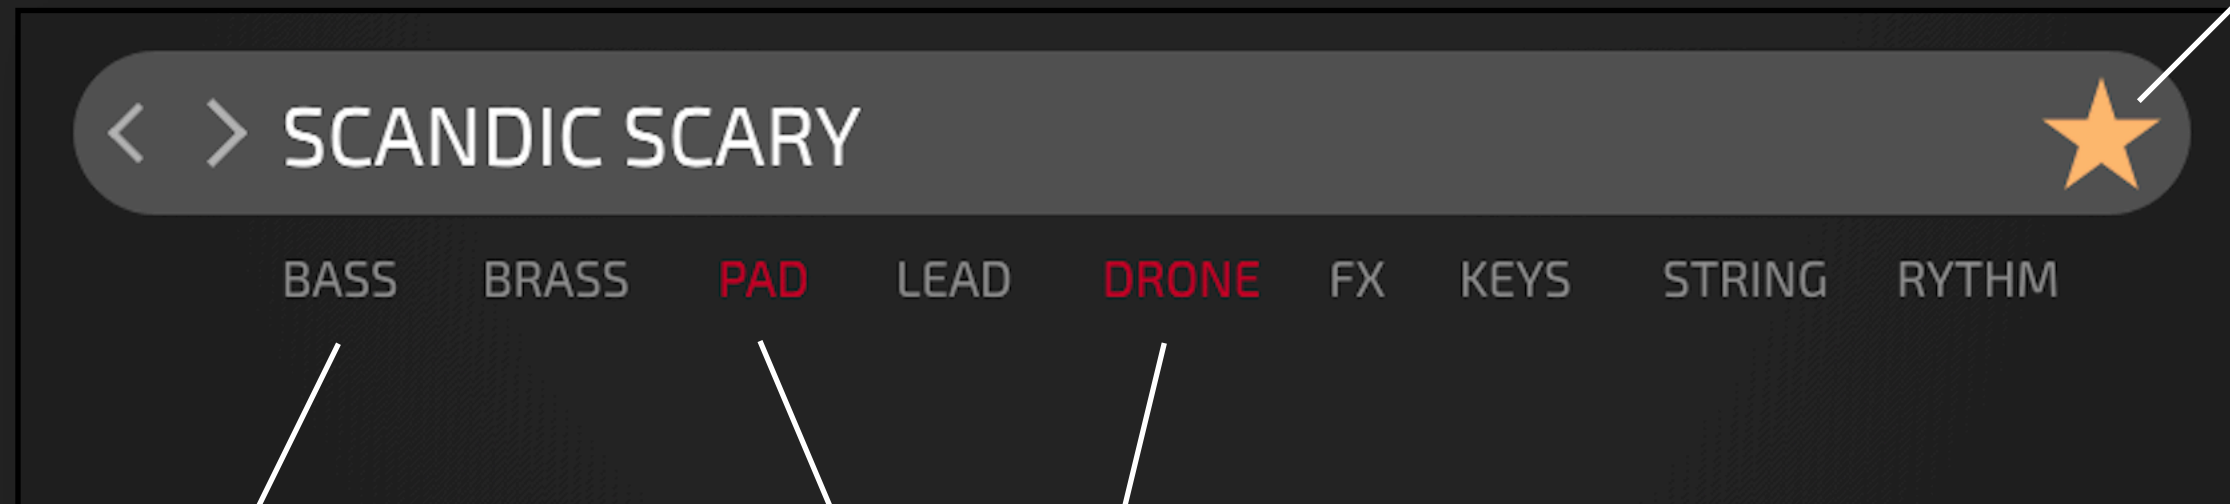 SCANDIC SCARY
BASS BRASS PAD LEAD DRONE FX KEYS STRING RYTHM